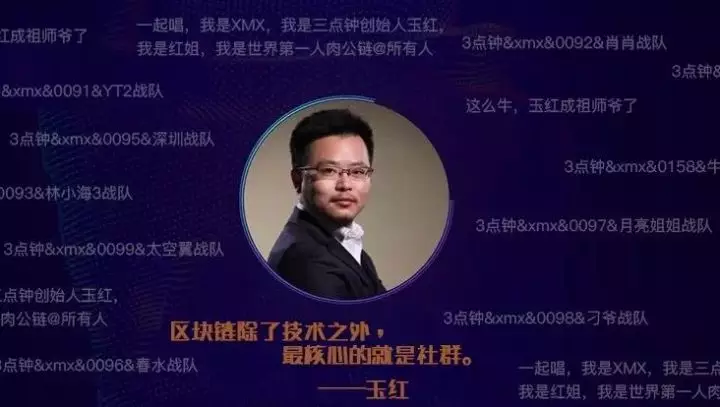 一起唱，我是XMX，我是三点钟创始人玉红，
我是红姐，我是世界第一人肉公链@所有人
红成祖师爷了
3点钟&xmx&0092&肖肖战队
3点钟&
&xmx&0091&YT2战队
这么牛，玉红成祖师爷了
3点钟&xmx&0095&深圳战队
3点钟&xmx&0158&牛
0093&林小海3战队
3点钟&xmx&0097&月亮姐姐战队
3点钟&xmx&0099&太空翼战队
点钟创始人玉红，
肉公链@所有人
3点钟&xmx&0098&刁爷战队
区块链除了技术之外，
最核心的就是社群。
——玉红
&xmx&0096&春水战队
一起唱，我是XMX，我是三点
我是红姐，我是世界第一人肉